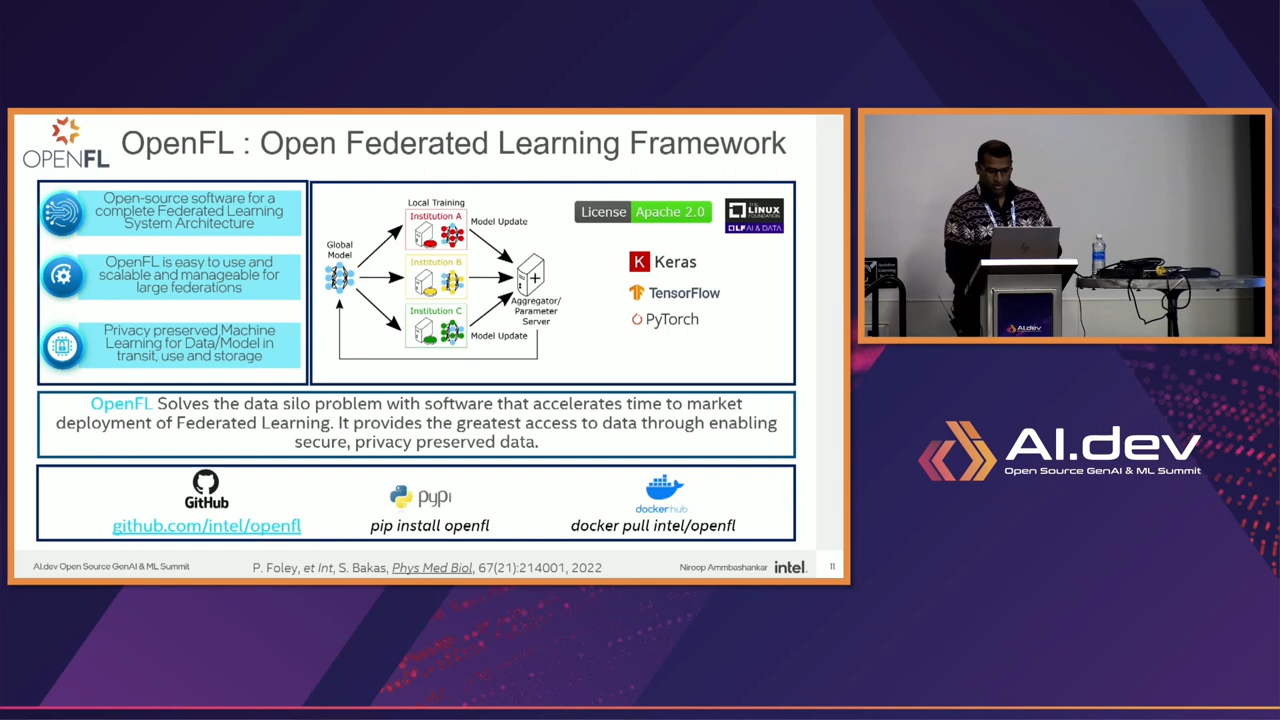 OPENFL
OpenFL : Open Federated Learning Framework
Open-source software for a
complete Federated Learning
System Architecture
OpenFL is easy to use and
scalable and manageable for
large federations
Privacy preserved Machine
Learning for Data/Model in
transit, use and storage
Local Training
Global
Model
Institution A
Institution B
Institution C
Model Update
Model Update
Aggregator/
Parameter
Server
License Apache 2.0
THE
LINUX
FOUNDATION
LF AI & DATA
K Keras
TensorFlow
PyTorch
OpenFL Solves the data silo problem with software that accelerates time to market
deployment of Federated Learning. It provides the greatest access to data through enabling
secure, privacy preserved data.
GitHub
github.com/intel/openfl
pypi
pip install openfl
docker hub
docker pull intel/openfl
AI.dev Open Source GenAI & ML Summit
P. Foley, et Int, S. Bakas, Phys Med Biol, 67(21):214001, 2022
Niroop Ammbashankar
intel.
11
hp
AI.dev
AI.dev
Open Source GenAI & ML Summit